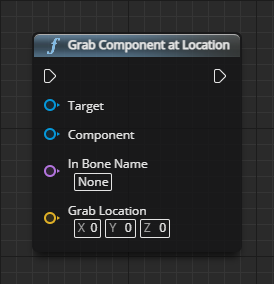 f Grab Component at Location
Target
Component
In Bone Name
None
Grab Location
X 0 Y 0 Z 0